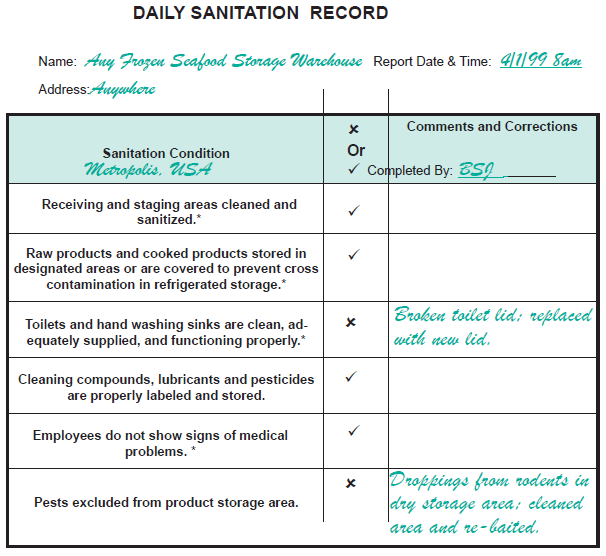 DAILY SANITATION RECORD
Name: Any Frozen Seafood Storage Warehouse Report Date & Time: 4/1/99 8am
Address: Anywhere
Sanitation Condition
Metropolis, USA
✗
Or
✓
Comments and Corrections
Completed By: BSJ
Receiving and staging areas cleaned and
sanitized.*
✓
Raw products and cooked products stored in
designated areas or are covered to prevent cross
contamination in refrigerated storage.*
✓
Toilets and hand washing sinks are clean, ad-
equately supplied, and functioning properly.*
✗
Broken toilet lid; replaced
with new lid.
Cleaning compounds, lubricants and pesticides
are properly labeled and stored.
✓
Employees do not show signs of medical
problems. *
✓
Pests excluded from product storage area.
✗
Droppings from rodents in
dry storage area; cleaned
area and re-baited.